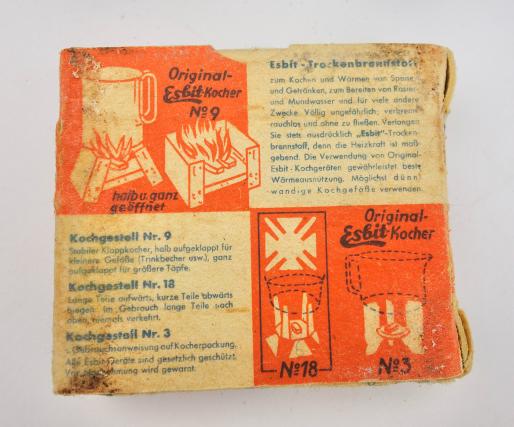 Original-
Esbit-Kocher
No 9
halb u. ganz
geöffnet
Esbit - Trockenbrennstoff
zum Kochen und Wärmen von Speisen
und Getränken, zum Bereiten von Rasier-
und Mundwasser und für viele andere
Zwecke. Völlig ungefährlich, verbrennt
rauchlos und ohne zu fließen. Verlangen
Sie stets ausdrücklich „Esbit"-Trocken-
brennstoff, denn die Heizkraft ist maß-
gebend. Die Verwendung von Original-
Esbit-Kochgeräten gewährleistet beste
Wärmeausnutzung. Möglichst dünn-
wandige Kochgefäße verwenden.
Kochgestell Nr. 9
Stabiler Klappkocher, halb aufgeklappt für
kleinere Gefäße (Trinkbecher usw.), ganz
aufgeklappt für größere Töpfe.
Kochgestell Nr. 18
Lange Teile aufwärts, kurze Teile abwärts
biegen. Im Gebrauch lange Teile nach
oben, niemals verkehrt.
Kochgestell Nr. 3
Gebrauchsanweisung auf Kocherpackung.
Alle Esbit-Geräte sind gesetzlich geschützt.
Vor Nachahmung wird gewarnt.
Original-
Esbit-Kocher
No 18
No 3